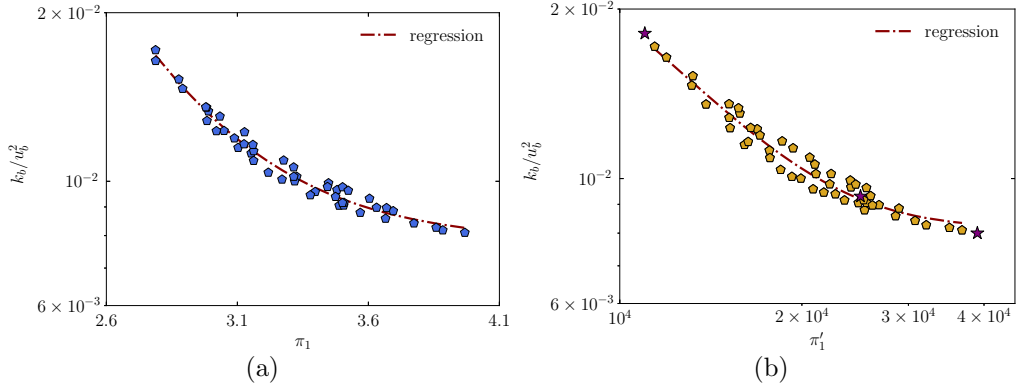 2 × 10⁻²
regression
k_b/u_b²
10⁻²
6 × 10⁻³
2.6 3.1 3.6 4.1
π₁
(a)
2 × 10⁻²
regression
k_b/u_b²
10⁻²
6 × 10⁻³
10⁴ 2 × 10⁴ 3 × 10⁴ 4 × 10⁴
π′₁
(b)